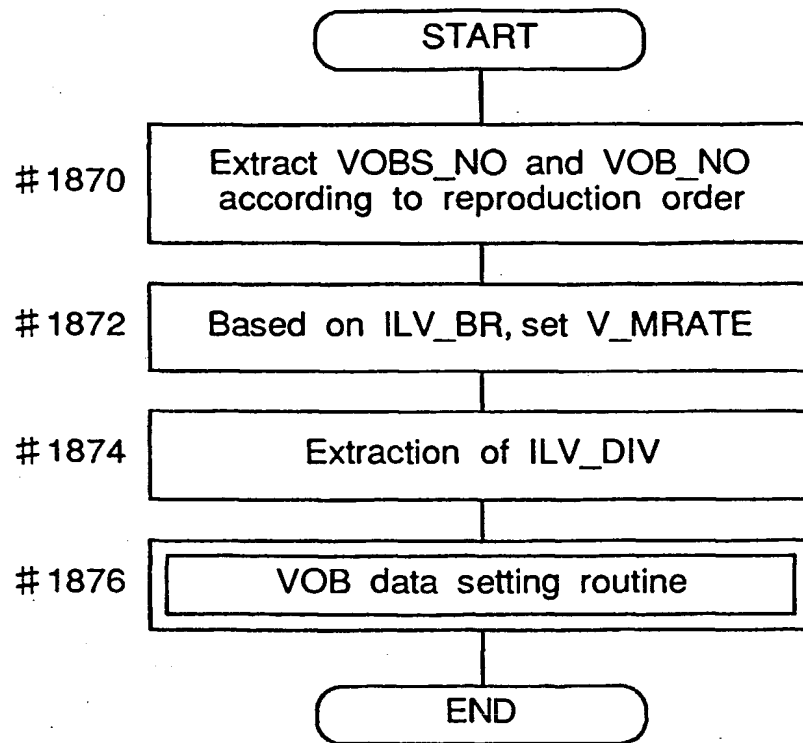 START
#1870
Extract VOBS_NO and VOB_NO
according to reproduction order
#1872
Based on ILV_BR, set V_MRATE
#1874
Extraction of ILV_DIV
#1876
VOB data setting routine
END